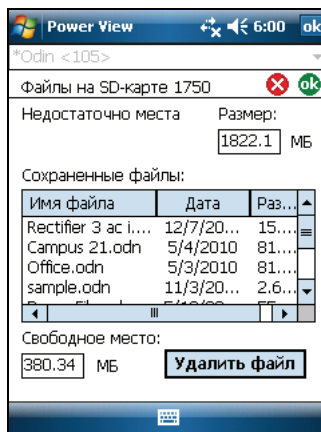 Power View 6:00 ok
*Odin <105>
Файлы на SD-карте 1750 ok
Недостаточно места Размер:
1822.1 МБ
Сохраненные файлы:
Имя файла Дата Раз...
Rectifier 3 ac i.... 12/7/20... 15....
Campus 21.odn 5/4/2010 81....
Office.odn 5/3/2010 81....
sample.odn 11/3/20... 2.6...
Свободное место:
380.34 МБ Удалить файл